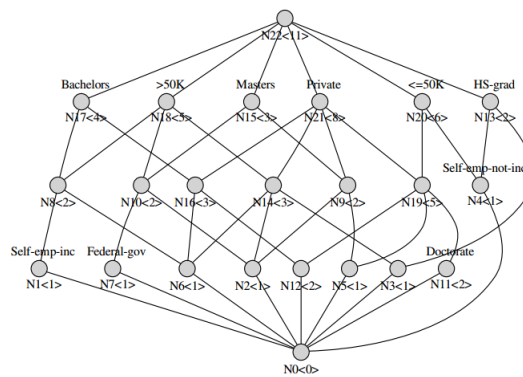 N22<11>
Bachelors >50K Masters Private <=50K HS-grad
N17<4> N18<5> N15<3> N21<8> N20<6> N13<2>
Self-emp-not-inc
N8<2> N10<2> N16<3> N14<3> N9<2> N19<5> N4<1>
Self-emp-inc Federal-gov Doctorate
N1<1> N7<1> N6<1> N2<1> N12<2> N5<1> N3<1> N11<2>
N0<0>